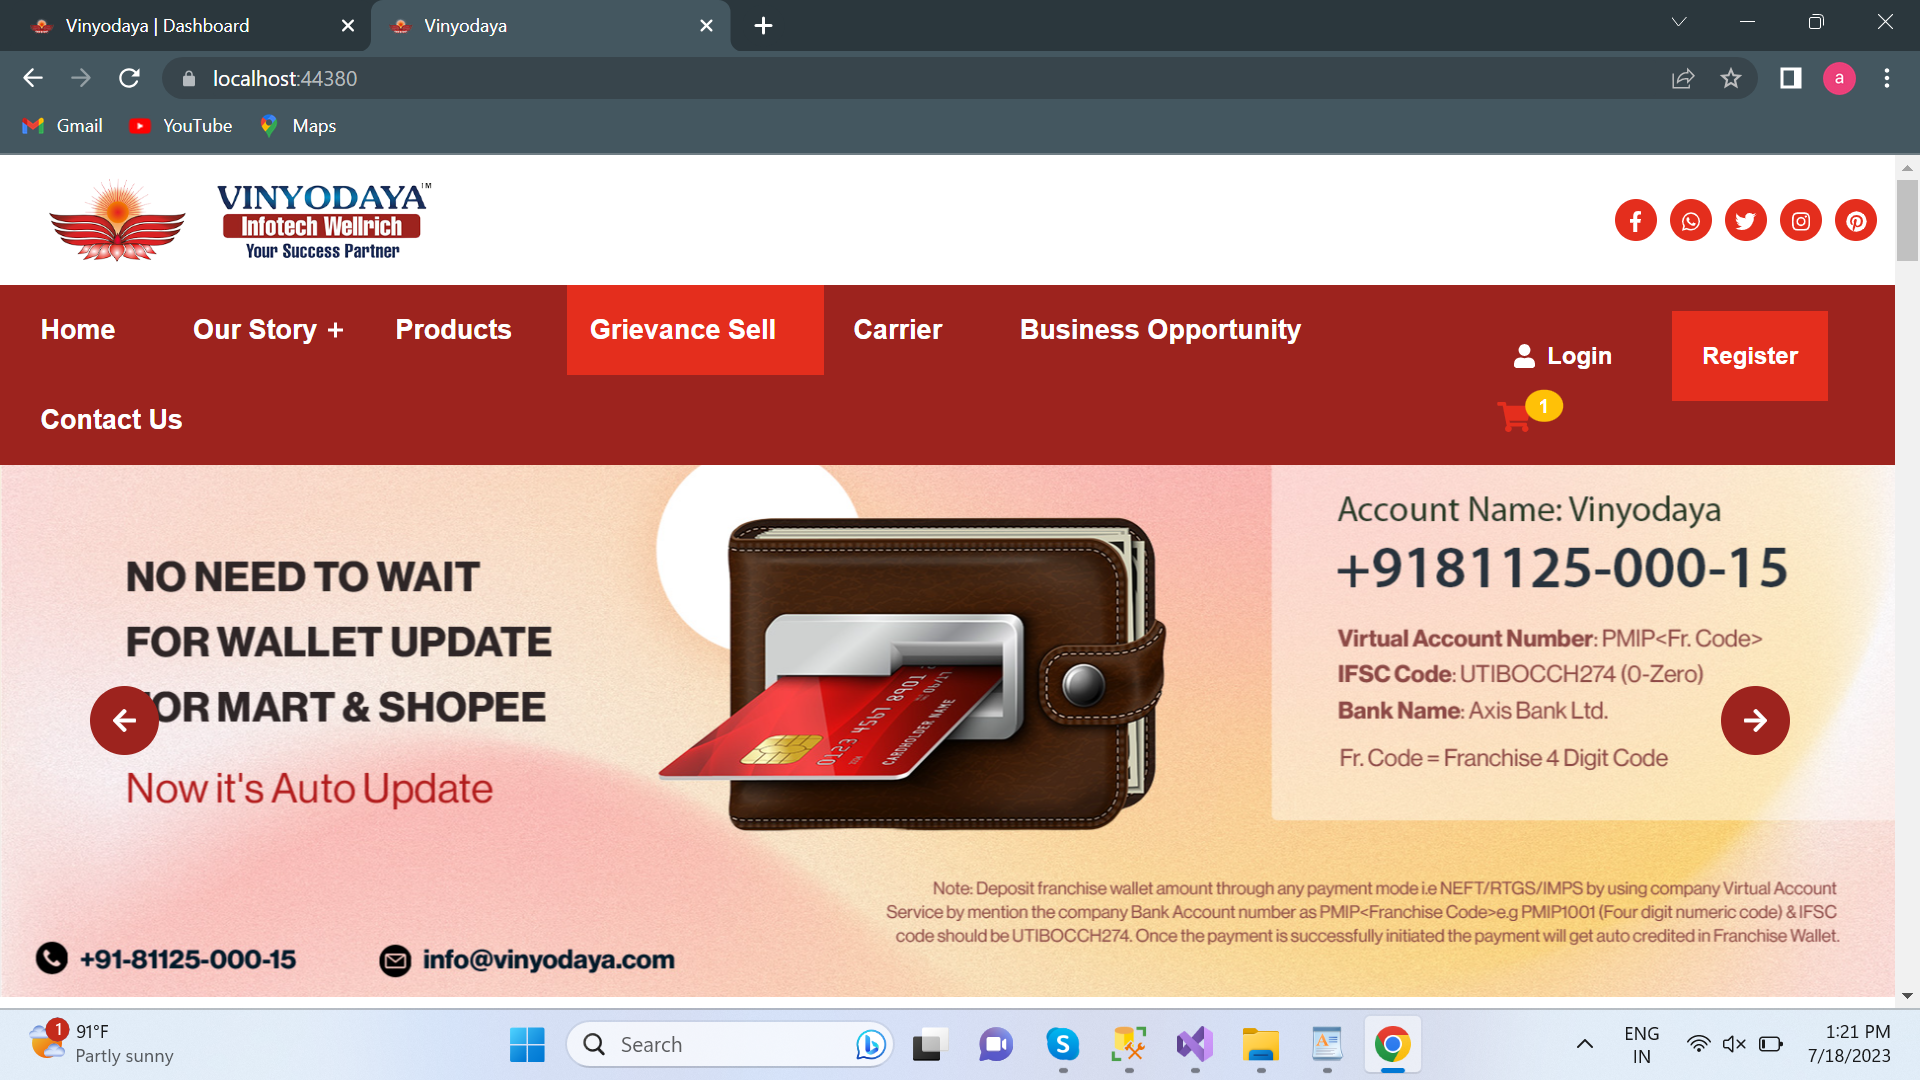 Vinyodaya | Dashboard
Vinyodaya
localhost:44380
a
Gmail
YouTube
Maps
VINYODAYA™
Infotech Wellrich
Your Success Partner
Home
Our Story +
Products
Grievance Sell
Carrier
Business Opportunity
Login
Register
Contact Us
1
NO NEED TO WAIT
FOR WALLET UPDATE
OR MART & SHOPEE
Now it's Auto Update
0123 4567 8901
06/17
1234
CARDHOLDER NAME
Account Name: Vinyodaya
+9181125-000-15
Virtual Account Number: PMIP<Fr. Code>
IFSC Code: UTIBOCCH274 (0-Zero)
Bank Name: Axis Bank Ltd.
Fr. Code = Franchise 4 Digit Code
Note: Deposit franchise wallet amount through any payment mode i.e NEFT/RTGS/IMPS by using company Virtual Account
Service by mention the company Bank Account number as PMIP<Franchise Code>e.g PMIP1001 (Four digit numeric code) & IFSC
code should be UTIBOCCH274. Once the payment is successfully initiated the payment will get auto credited in Franchise Wallet.
+91-81125-000-15
info@vinyodaya.com
1
91°F
Partly sunny
Search
ENG
IN
1:21 PM
7/18/2023